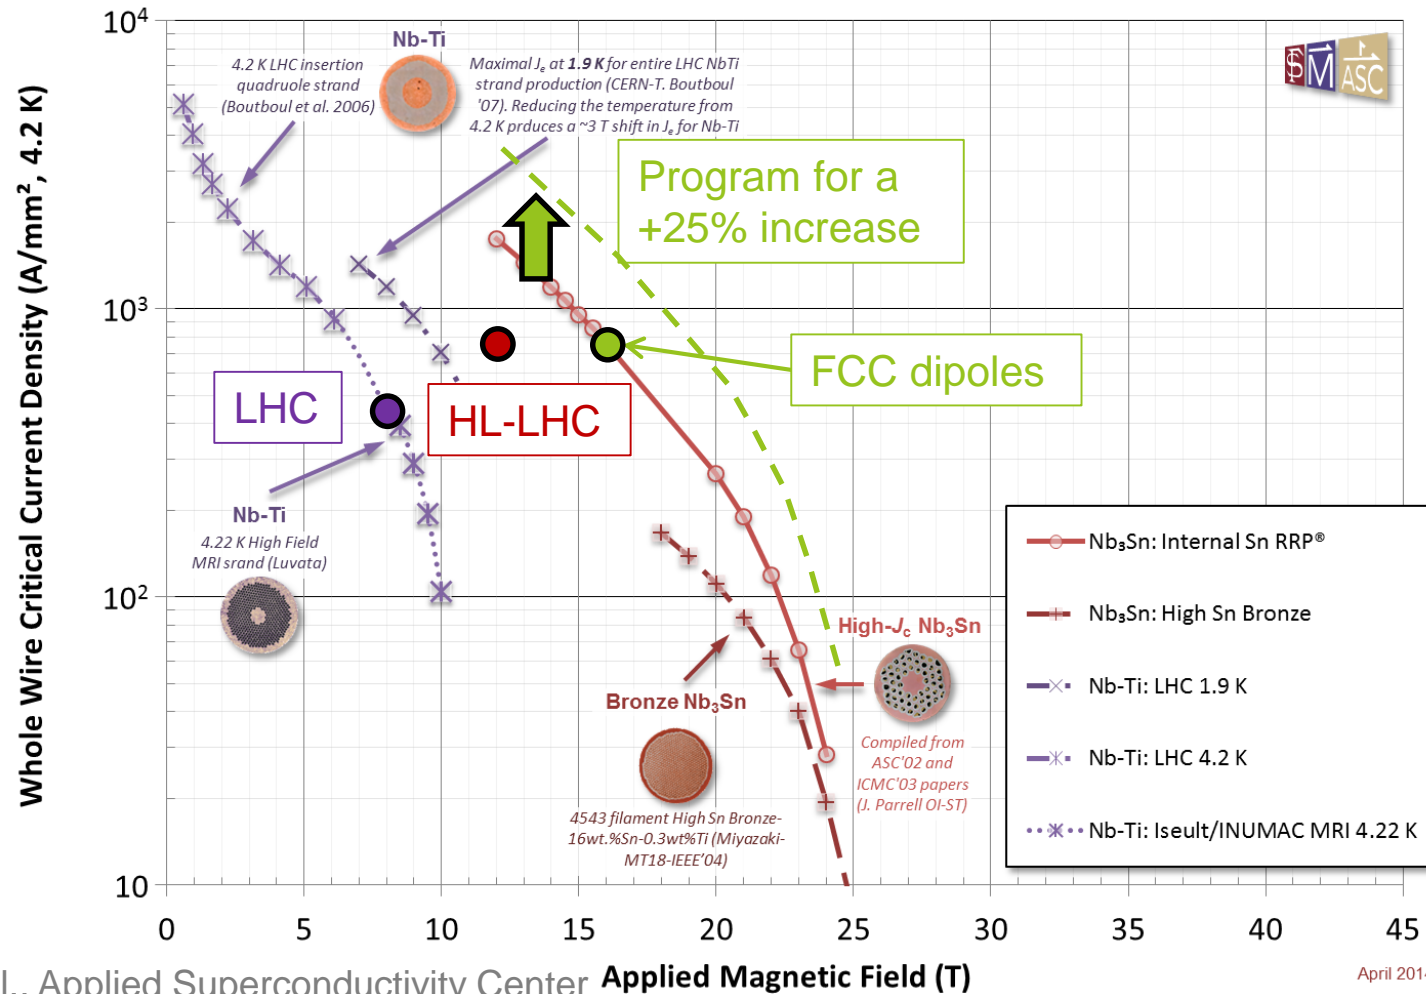 10⁴
10³
10²
10
Whole Wire Critical Current Density (A/mm², 4.2 K)
Nb-Ti
4.2 K LHC insertion
quadruole strand
(Boutboul et al. 2006)
Maximal Jₑ at 1.9 K for entire LHC NbTi
strand production (CERN-T. Boutboul
'07). Reducing the temperature from
4.2 K prduces a ~3 T shift in Jₑ for Nb-Ti
ASC
Program for a
+25% increase
FCC dipoles
LHC
HL-LHC
Nb-Ti
4.22 K High Field
MRI srand (Luvata)
Bronze Nb₃Sn
4543 filament High Sn Bronze-
16wt.%Sn-0.3wt%Ti (Miyazaki-
MT18-IEEE'04)
High-J꜀ Nb₃Sn
Compiled from
ASC'02 and
ICMC'03 papers
(J. Parrell OI-ST)
Nb₃Sn: Internal Sn RRP®
Nb₃Sn: High Sn Bronze
Nb-Ti: LHC 1.9 K
Nb-Ti: LHC 4.2 K
Nb-Ti: Iseult/INUMAC MRI 4.22 K
0 5 10 15 20 25 30 35 40 45
Applied Magnetic Field (T)
Applied Superconductivity Center
April 2014